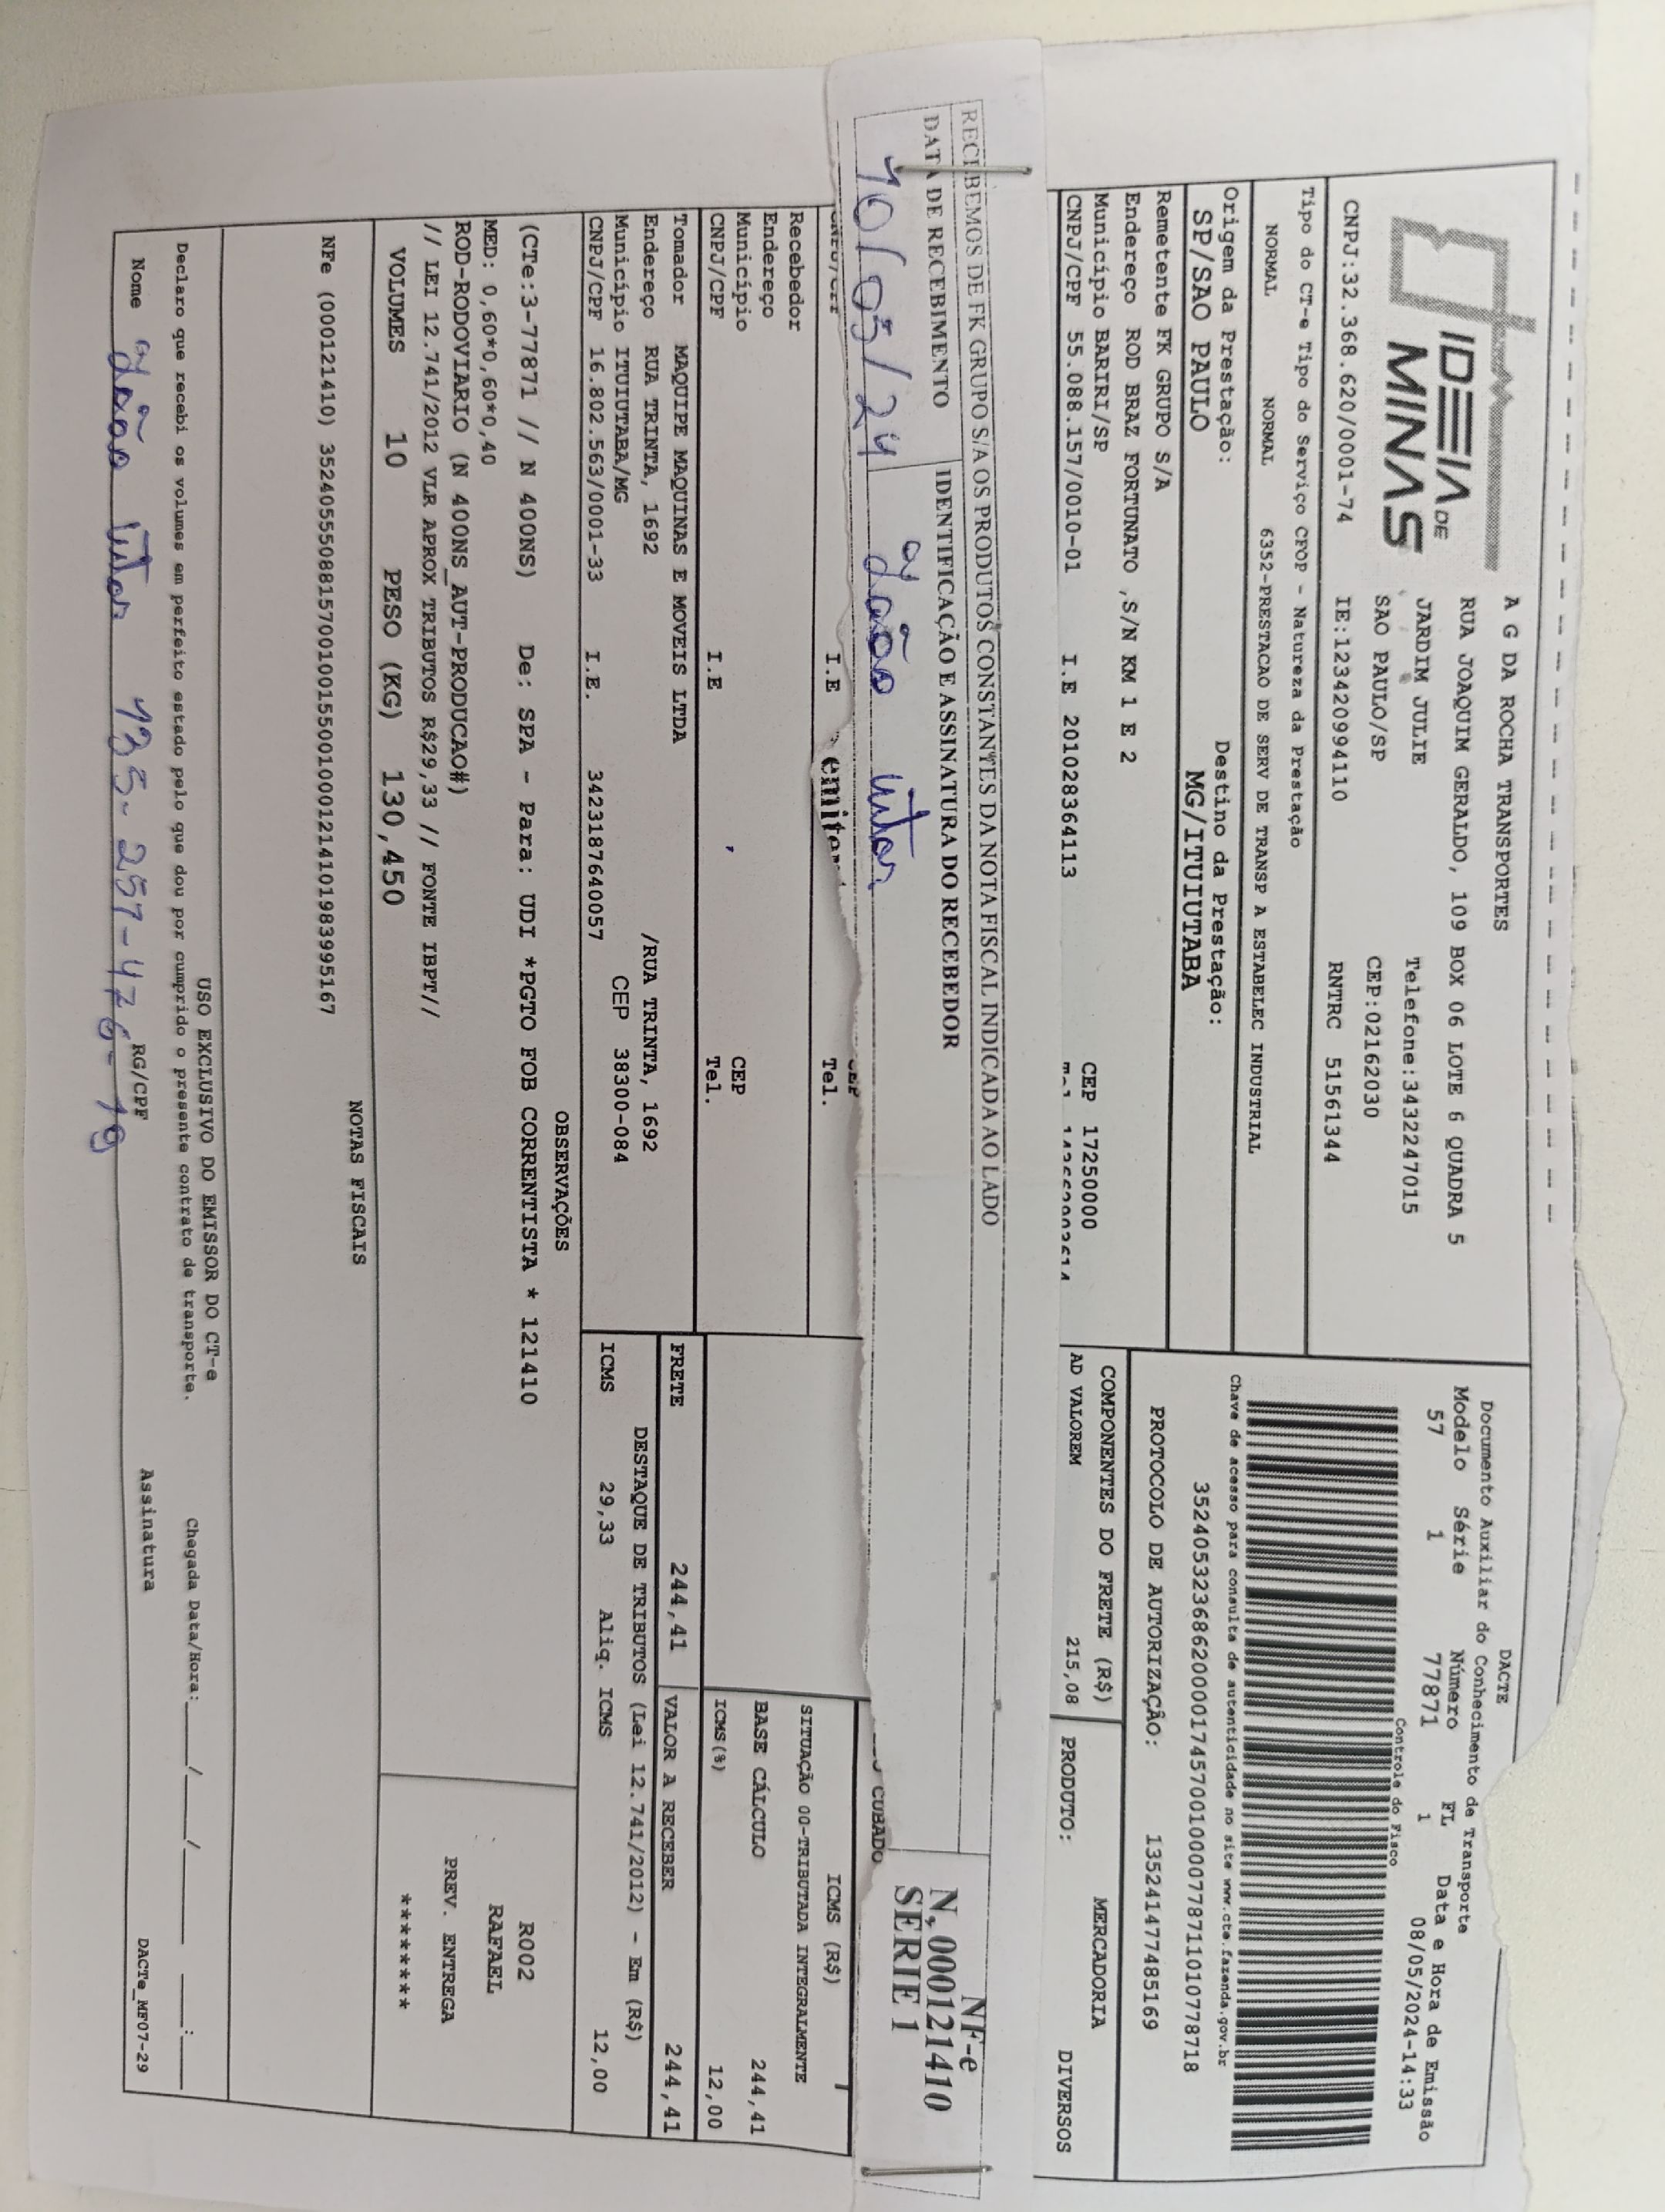 IDEIA DE
MINAS
A G DA ROCHA TRANSPORTES
RUA JOAQUIM GERALDO, 109 BOX 06 LOTE 6 QUADRA 5
JARDIM JULIE Telefone:3432247015
SAO PAULO/SP CEP:02162030
CNPJ:32.368.620/0001-74 IE:123420994110 RNTRC 51561344
Tipo do CT-e Tipo do Serviço CFOP - Natureza da Prestação
NORMAL NORMAL 6352-PRESTACAO DE SERV DE TRANSP A ESTABELEC INDUSTRIAL
Origem da Prestação: Destino da Prestação:
SP/SAO PAULO MG/ITUIUTABA
Remetente FK GRUPO S/A
Endereço ROD BRAZ FORTUNATO ,S/N KM 1 E 2
Município BARIRI/SP CEP 17250000
CNPJ/CPF 55.088.157/0010-01 I.E 201028364113
DACTE
Documento Auxiliar do Conhecimento de Transporte
Modelo Série Número FL Data e Hora de Emissão
57 1 77871 1 08/05/2024-14:33
Controle do Fisco
Chave de acesso para consulta de autenticidade no site www.cte.fazenda.gov.br
35240532368620000174570010000778711010778718
PROTOCOLO DE AUTORIZAÇÃO: 135241477485169
COMPONENTES DO FRETE (R$) MERCADORIA
AD VALOREM 215,08 PRODUTO: DIVERSOS
RECEBEMOS DE FK GRUPO S/A OS PRODUTOS CONSTANTES DA NOTA FISCAL INDICADA AO LADO
DATA DE RECEBIMENTO IDENTIFICAÇÃO E ASSINATURA DO RECEBEDOR
10/05/24 João
NF-e
N, 000121410
SERIE 1
CUBADO
I.E Tel.
Recebedor
Endereço
Município , CEP
CNPJ/CPF I.E Tel.
ICMS (R$)
SITUAÇÃO 00-TRIBUTADA INTEGRALMENTE
BASE CÁLCULO 244,41
ICMS(%) 12,00
Tomador MAQUIPE MAQUINAS E MOVEIS LTDA
Endereço RUA TRINTA, 1692 /RUA TRINTA, 1692
Município ITUIUTABA/MG CEP 38300-084
CNPJ/CPF 16.802.563/0001-33 I.E. 3423187640057
FRETE 244,41 VALOR A RECEBER 244,41
DESTAQUE DE TRIBUTOS (Lei 12.741/2012) - Em (R$)
ICMS 29,33 Aliq. ICMS 12,00
OBSERVAÇÕES
(CTe:3-77871 // N 400NS) De: SPA - Para: UDI *PGTO FOB CORRENTISTA * 121410
MED: 0,60*0,60*0,40
ROD-RODOVIARIO (N 400NS_AUT-PRODUCAO#)
// LEI 12.741/2012 VLR APROX TRIBUTOS R$29,33 // FONTE IBPT//
R002
RAFAEL
PREV. ENTREGA
********
VOLUMES 10 PESO (KG) 130,450
NOTAS FISCAIS
NFe (000121410) 35240555088157001001550010001214101983995167
USO EXCLUSIVO DO EMISSOR DO CT-e
Declaro que recebi os volumes em perfeito estado pelo que dou por cumprido o presente contrato de transporte. Chegada Data/Hora:____/____/____ ___:___
Nome João RG/CPF Assinatura
DACTe_MF07-29